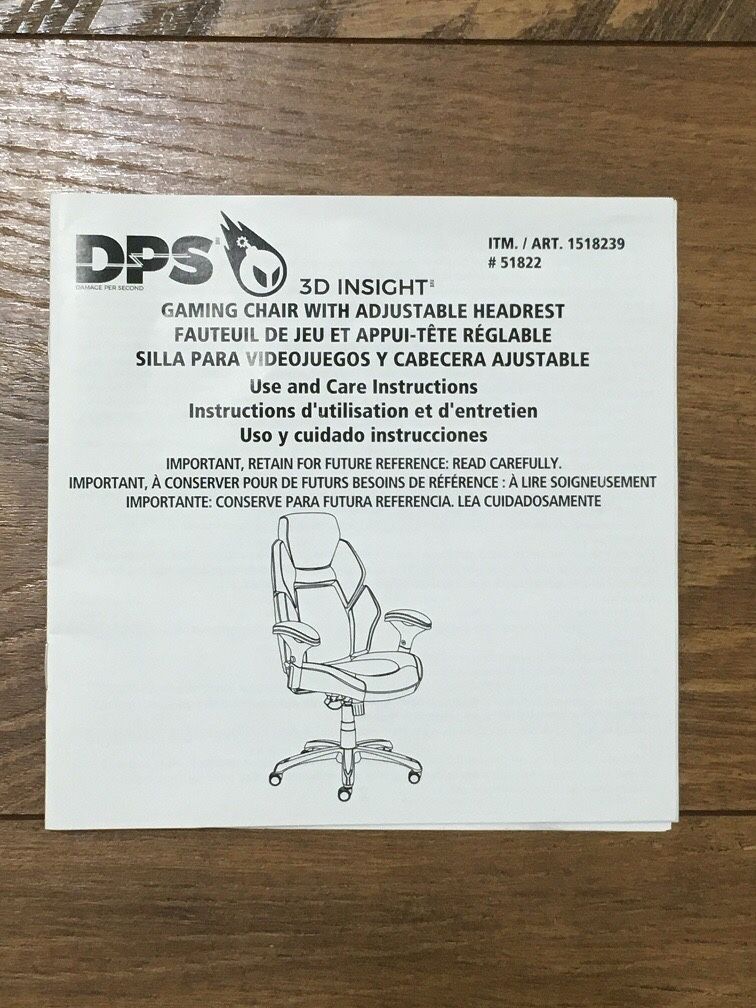 DPS
DAMAGE PER SECOND
3D INSIGHT
ITM. / ART. 1518239
# 51822
GAMING CHAIR WITH ADJUSTABLE HEADREST
FAUTEUIL DE JEU ET APPUI-TÊTE RÉGLABLE
SILLA PARA VIDEOJUEGOS Y CABECERA AJUSTABLE
Use and Care Instructions
Instructions d'utilisation et d'entretien
Uso y cuidado instrucciones
IMPORTANT, RETAIN FOR FUTURE REFERENCE: READ CAREFULLY.
IMPORTANT, À CONSERVER POUR DE FUTURS BESOINS DE RÉFÉRENCE : À LIRE SOIGNEUSEMENT
IMPORTANTE: CONSERVE PARA FUTURA REFERENCIA. LEA CUIDADOSAMENTE